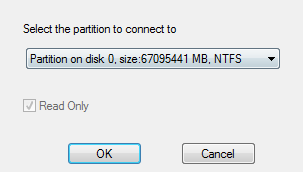 Select the partition to connect to
Partition on disk 0, size:67095441 MB, NTFS
Read Only
OK
Cancel